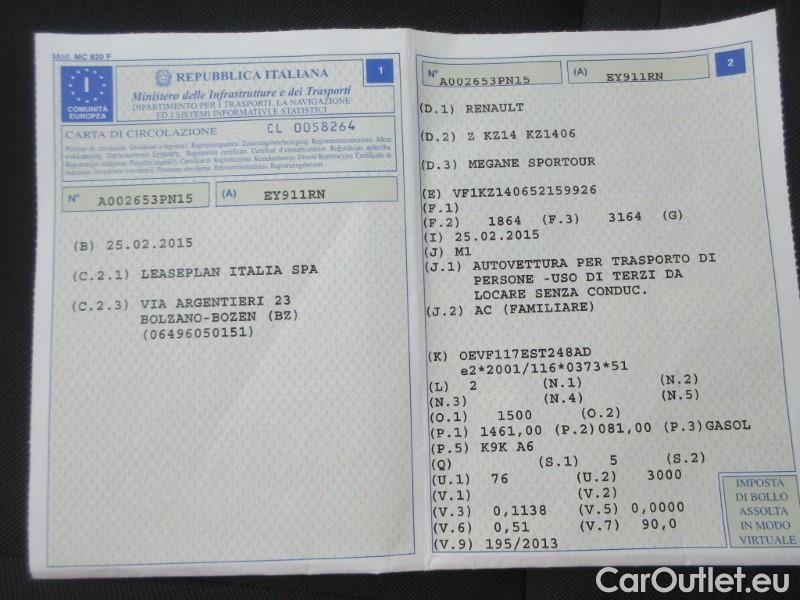 Mod. MC 820 F
I
COMUNITÀ
EUROPEA
REPUBBLICA ITALIANA
1
Ministero delle Infrastrutture e dei Trasporti
DIPARTIMENTO PER I TRASPORTI, LA NAVIGAZIONE
ED I SISTEMI INFORMATIVI E STATISTICI
CARTA DI CIRCOLAZIONE CL 0058264
N° A002653PN15 (A) EY911RN
(B) 25.02.2015
(C.2.1) LEASEPLAN ITALIA SPA
(C.2.3) VIA ARGENTIERI 23
BOLZANO-BOZEN (BZ)
(06496050151)
2
N° A002653PN15 (A) EY911RN
(D.1) RENAULT
(D.2) Z KZ14 KZ1406
(D.3) MEGANE SPORTOUR
(E) VF1KZ140652159926
(F.1)
(F.2) 1864 (F.3) 3164 (G)
(I) 25.02.2015
(J) M1
(J.1) AUTOVETTURA PER TRASPORTO DI
PERSONE -USO DI TERZI DA
LOCARE SENZA CONDUC.
(J.2) AC (FAMILIARE)
(K) OEVF117EST248AD
e2*2001/116*0373*51
(L) 2 (N.1) (N.2)
(N.3) (N.4) (N.5)
(O.1) 1500 (O.2)
(P.1) 1461,00 (P.2)081,00 (P.3)GASOL
(P.5) K9K A6
(Q) (S.1) 5 (S.2)
(U.1) 76 (U.2) 3000
(V.1) (V.2)
(V.3) 0,1138 (V.5) 0,0000
(V.6) 0,51 (V.7) 90,0
(V.9) 195/2013
IMPOSTA
DI BOLLO
ASSOLTA
IN MODO
VIRTUALE
CarOutlet.eu